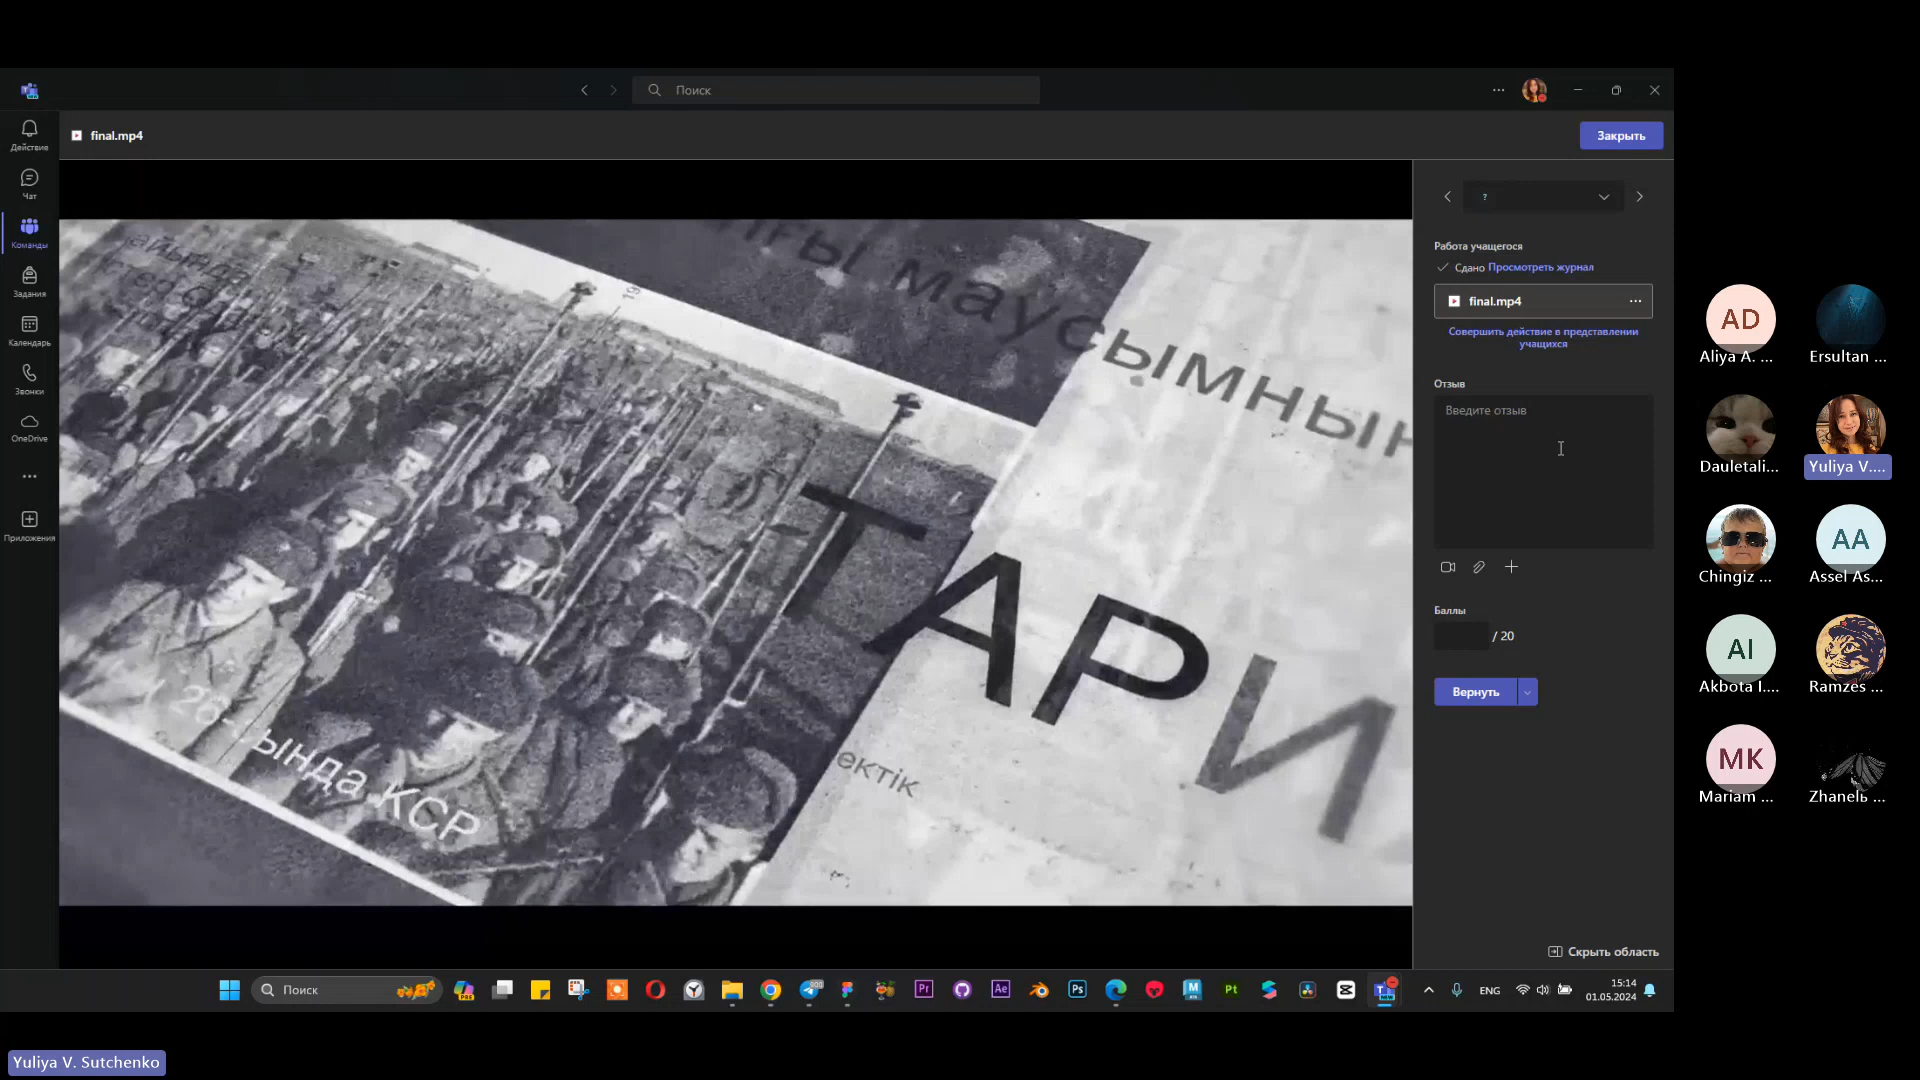 Поиск
final.mp4
Закрыть
Действие
Чат
Команды
Задания
Календарь
Звонки
OneDrive
Приложения
маусымның
19
ТАРИ
26-
ында КСР
ектік
?
Работа учащегося
Сдано Просмотреть журнал
final.mp4
Совершить действие в представлении
учащихся
Отзыв
Введите отзыв
Баллы
/ 20
Вернуть
Скрыть область
Aliya A. ...
Ersultan ...
Dauletali...
Yuliya V....
Chingiz ...
Assel As...
Akbota I....
Ramzes ...
Mariam ...
Zhanelь ...
AD
AA
AI
MK
Поиск
ENG
15:14
01.05.2024
Yuliya V. Sutchenko